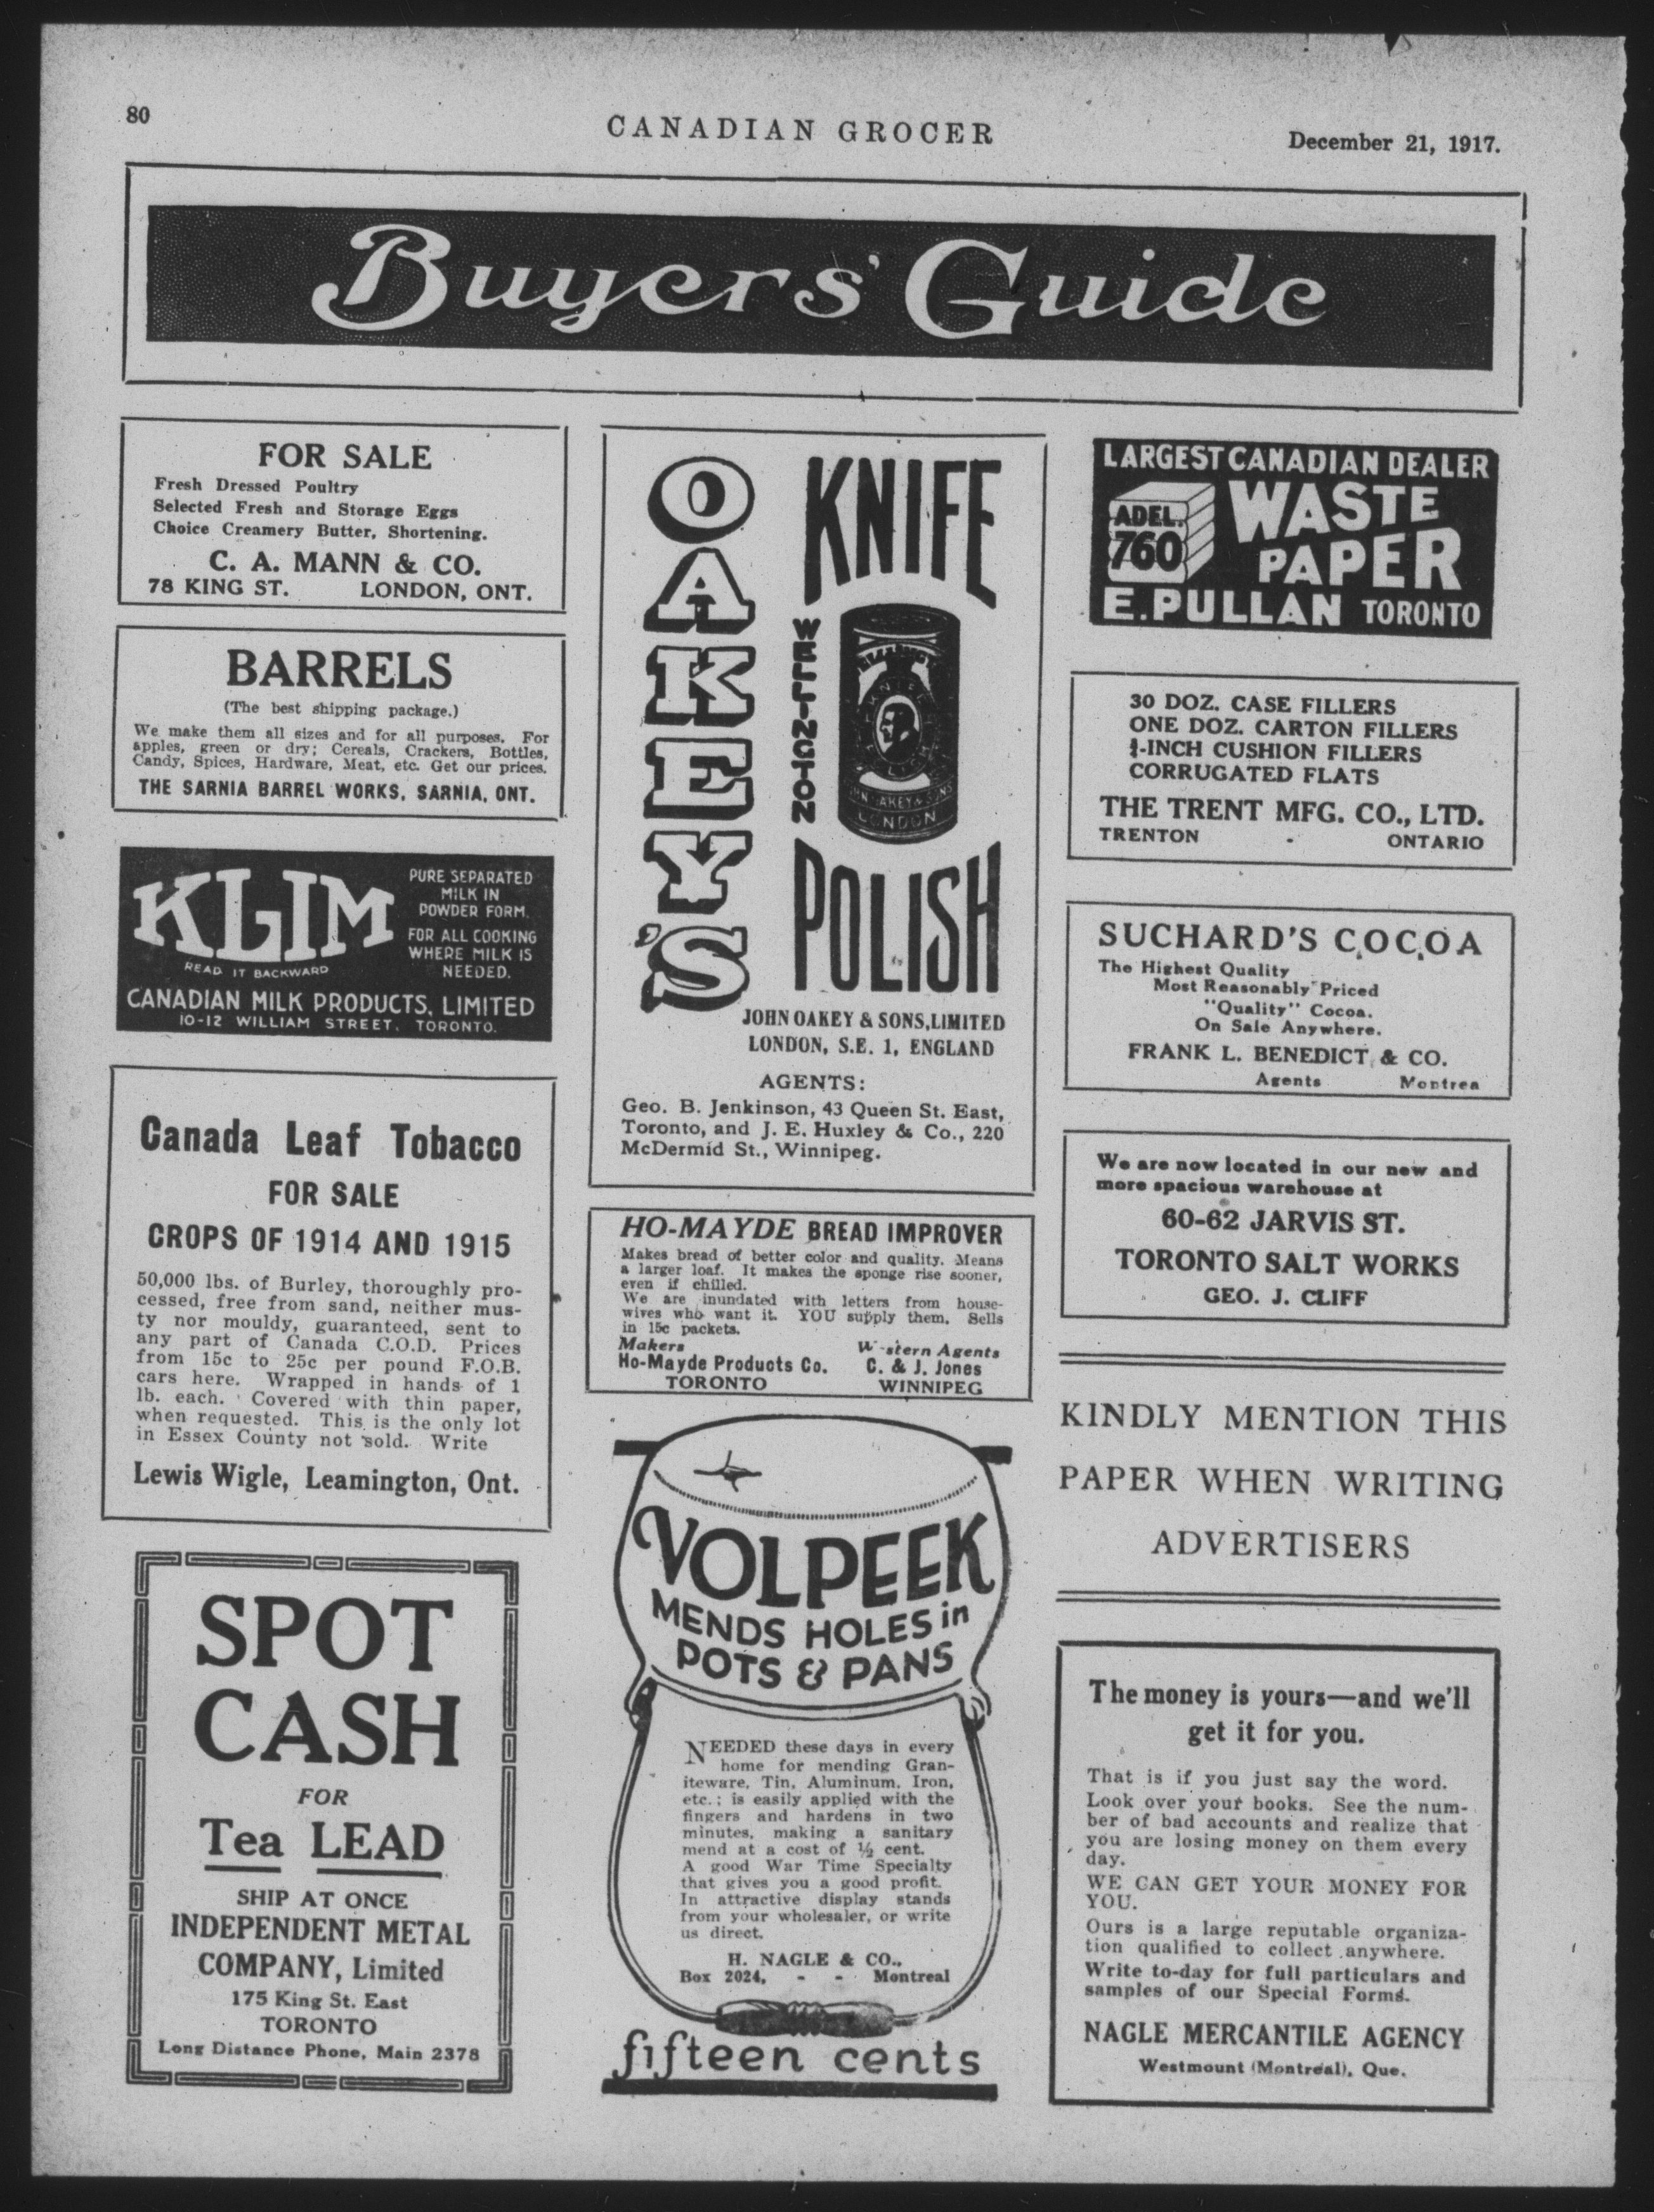 80
CANADIAN GROCER
December 21, 1917.
Buyers' Guide
FOR SALE
Fresh Dressed Poultry
Selected Fresh and Storage Eggs
Choice Creamery Butter, Shortening.
C. A. MANN & CO.
78 KING ST. LONDON, ONT.
BARRELS
(The best shipping package.)
We make them all sizes and for all purposes. For
apples, green or dry; Cereals, Crackers, Bottles,
Candy, Spices, Hardware, Meat, etc. Get our prices.
THE SARNIA BARREL WORKS, SARNIA, ONT.
KLIM
READ IT BACKWARD
PURE SEPARATED
MILK IN
POWDER FORM.
FOR ALL COOKING
WHERE MILK IS
NEEDED.
CANADIAN MILK PRODUCTS, LIMITED
10-12 WILLIAM STREET, TORONTO.
Canada Leaf Tobacco
FOR SALE
CROPS OF 1914 AND 1915
50,000 lbs. of Burley, thoroughly pro-
cessed, free from sand, neither mus-
ty nor mouldy, guaranteed, sent to
any part of Canada C.O.D. Prices
from 15c to 25c per pound F.O.B.
cars here. Wrapped in hands of 1
lb. each. Covered with thin paper,
when requested. This is the only lot
in Essex County not sold. Write
Lewis Wigle, Leamington, Ont.
SPOT
CASH
FOR
Tea LEAD
SHIP AT ONCE
INDEPENDENT METAL
COMPANY, Limited
175 King St. East
TORONTO
Long Distance Phone, Main 2378
OAKEY'S
WELLINGTON
KNIFE
POLISH
LONDON
JOHN OAKEY & SONS, LIMITED
LONDON, S.E. 1, ENGLAND
AGENTS:
Geo. B. Jenkinson, 43 Queen St. East,
Toronto, and J. E. Huxley & Co., 220
McDermid St., Winnipeg.
HO-MAYDE BREAD IMPROVER
Makes bread of better color and quality. Means
a larger loaf. It makes the sponge rise sooner,
even if chilled.
We are inundated with letters from house-
wives who want it. YOU supply them. Sells
in 15c packets.
Makers W stern Agents
Ho-Mayde Products Co. C. & J. Jones
TORONTO WINNIPEG
VOLPEEK
MENDS HOLES in
POTS & PANS
NEEDED these days in every
home for mending Gran-
iteware, Tin, Aluminum, Iron,
etc.; is easily applied with the
fingers and hardens in two
minutes, making a sanitary
mend at a cost of ½ cent.
A good War Time Specialty
that gives you a good profit.
In attractive display stands
from your wholesaler, or write
us direct.
H. NAGLE & CO.,
Box 2024, - - Montreal
fifteen cents
LARGEST CANADIAN DEALER
ADEL.
760
WASTE
PAPER
E. PULLAN TORONTO
30 DOZ. CASE FILLERS
ONE DOZ. CARTON FILLERS
-INCH CUSHION FILLERS
CORRUGATED FLATS
THE TRENT MFG. CO., LTD.
TRENTON - ONTARIO
SUCHARD'S COCOA
The Highest Quality
Most Reasonably Priced
"Quality" Cocoa.
On Sale Anywhere.
FRANK L. BENEDICT & CO.
Agents Montrea
We are now located in our new and
more spacious warehouse at
60-62 JARVIS ST.
TORONTO SALT WORKS
GEO. J. CLIFF
KINDLY MENTION THIS
PAPER WHEN WRITING
ADVERTISERS
The money is yours—and we'll
get it for you.
That is if you just say the word.
Look over your books. See the num-
ber of bad accounts and realize that
you are losing money on them every
day.
WE CAN GET YOUR MONEY FOR
YOU.
Ours is a large reputable organiza-
tion qualified to collect anywhere.
Write to-day for full particulars and
samples of our Special Forms.
NAGLE MERCANTILE AGENCY
Westmount (Montreal), Que.